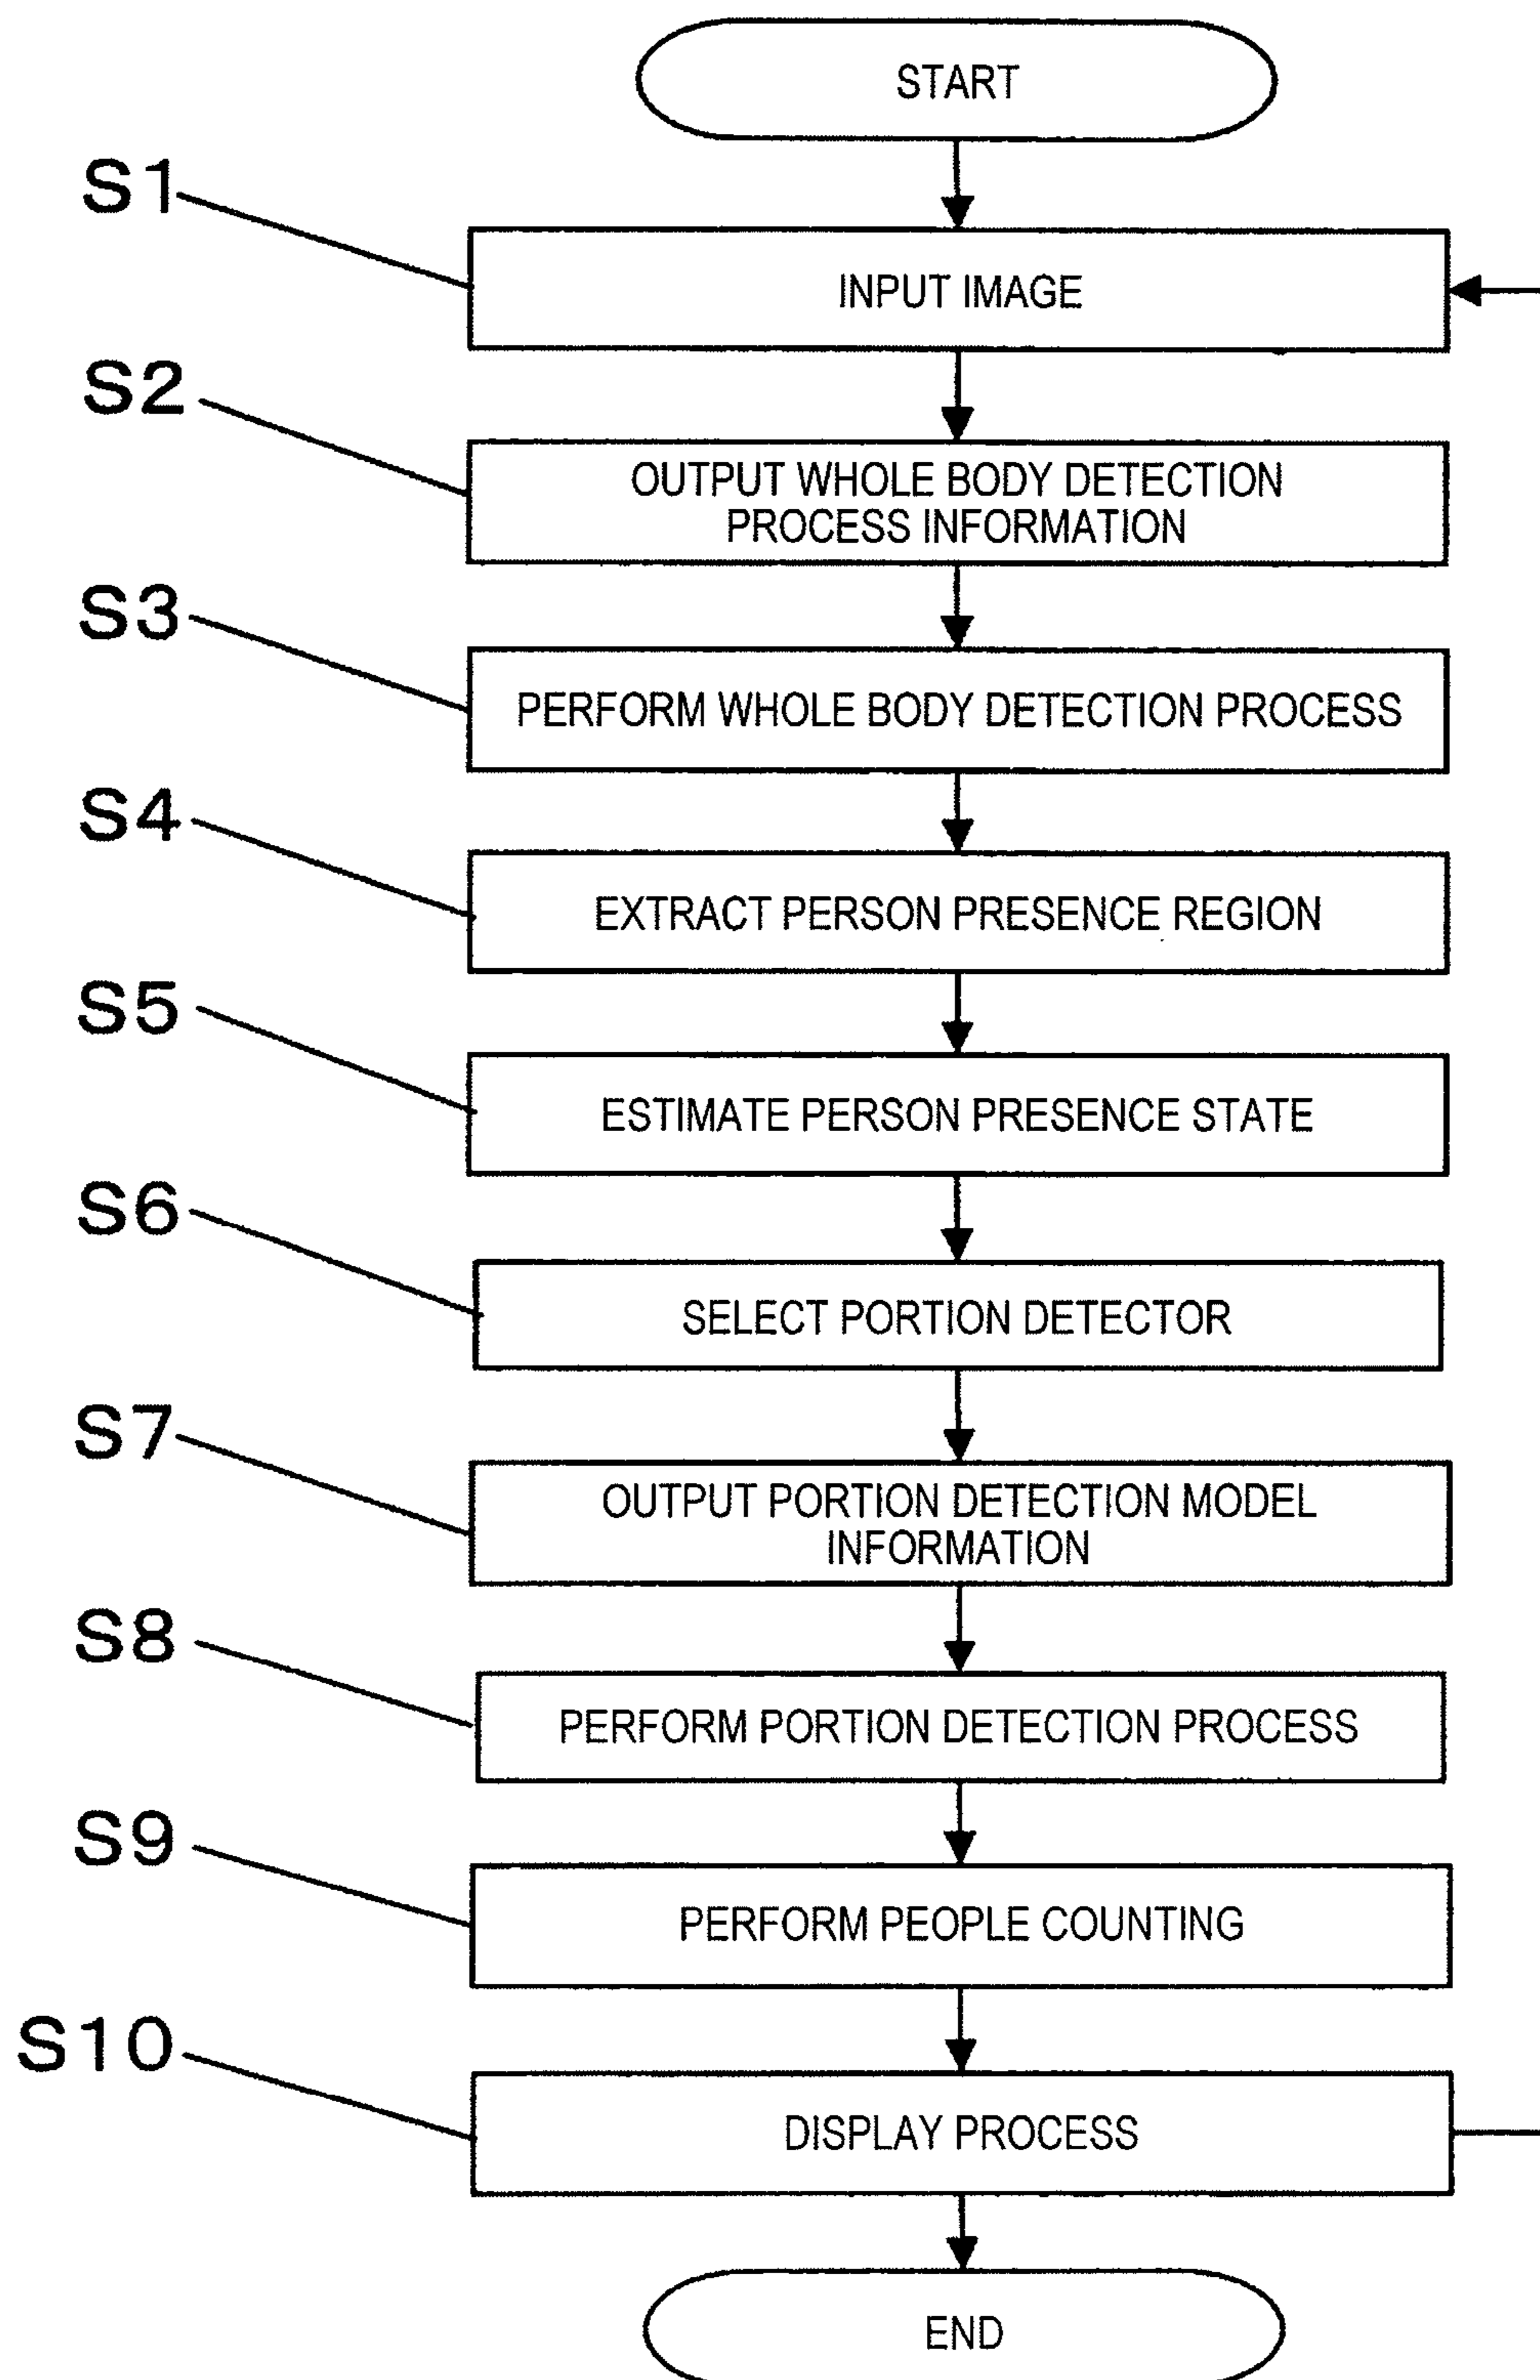 START
S1
INPUT IMAGE
S2
OUTPUT WHOLE BODY DETECTION
PROCESS INFORMATION
S3
PERFORM WHOLE BODY DETECTION PROCESS
S4
EXTRACT PERSON PRESENCE REGION
S5
ESTIMATE PERSON PRESENCE STATE
S6
SELECT PORTION DETECTOR
S7
OUTPUT PORTION DETECTION MODEL
INFORMATION
S8
PERFORM PORTION DETECTION PROCESS
S9
PERFORM PEOPLE COUNTING
S10
DISPLAY PROCESS
END